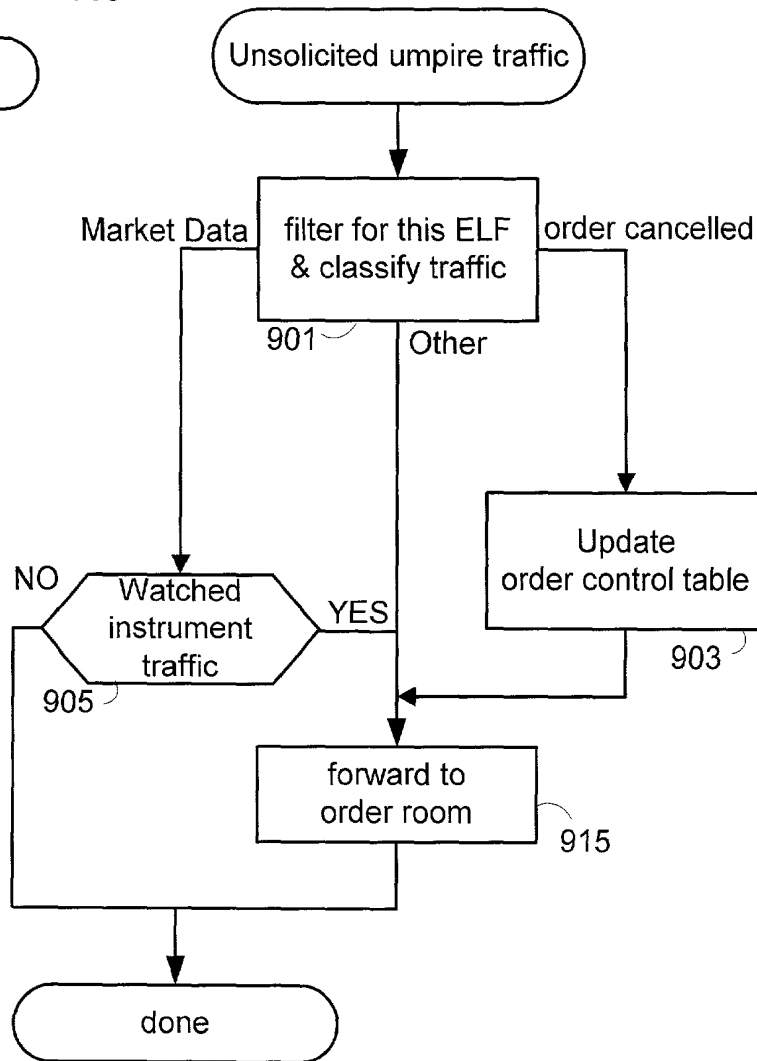 Unsolicited umpire traffic
Market Data
filter for this ELF
& classify traffic
order cancelled
901
Other
Update
order control table
903
NO
Watched
instrument
traffic
YES
905
forward to
order room
915
done